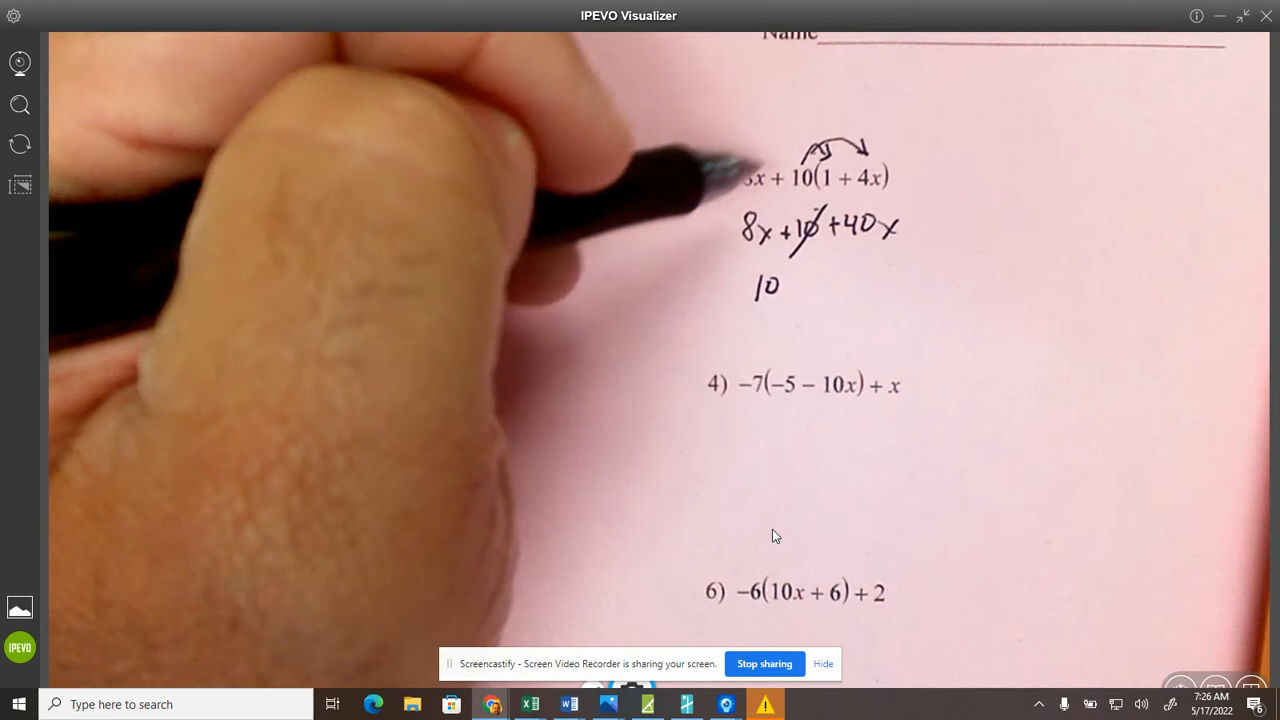 IPEVO Visualizer
Name
x + 10(1 + 4x)
8x + 10 + 40x
10
4) −7(−5 − 10x) + x
6) −6(10x + 6) + 2
IPEVO
Screencastify - Screen Video Recorder is sharing your screen.
Stop sharing
Hide
Type here to search
7:26 AM
5/17/2022
6